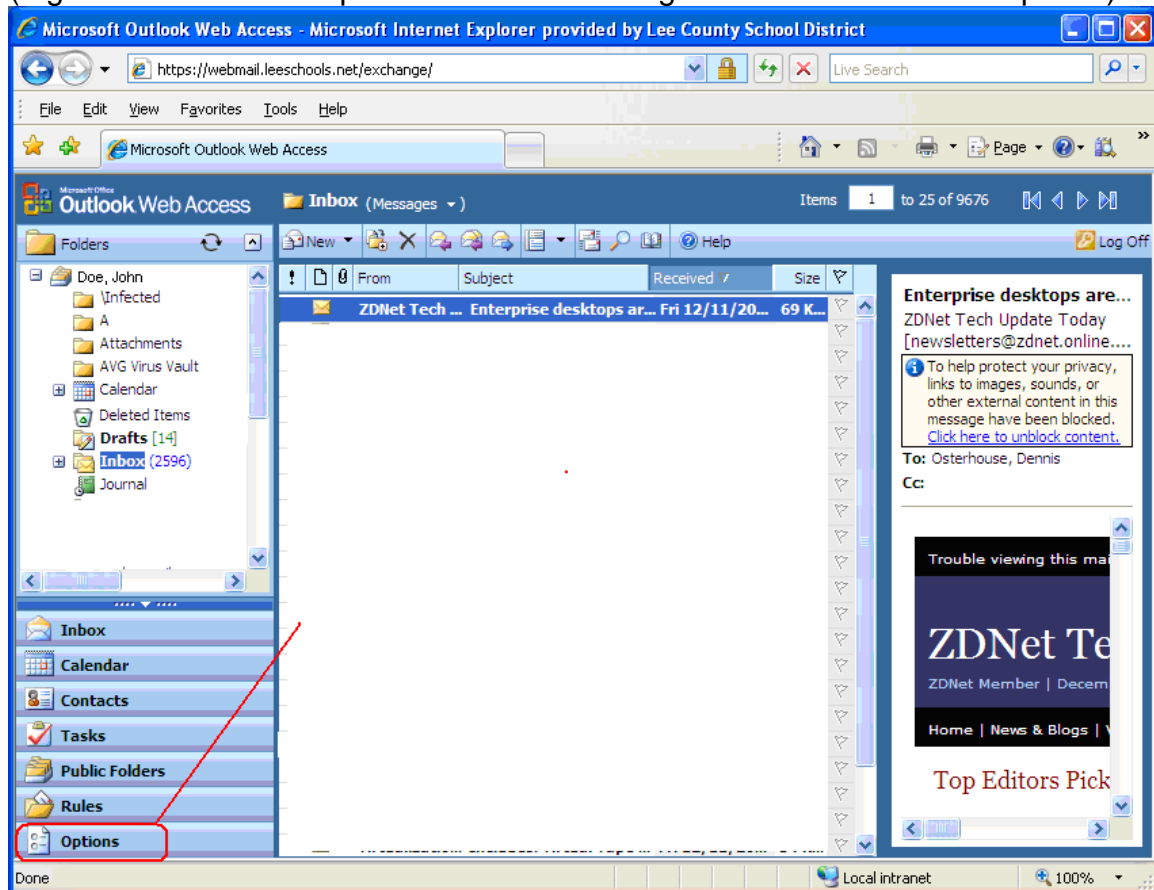 Microsoft Outlook Web Access - Microsoft Internet Explorer provided by Lee County School District
https://webmail.leeschools.net/exchange/
Live Search
File Edit View Favorites Tools Help
Microsoft Outlook Web Access
Page
Microsoft Office
Outlook Web Access
Inbox (Messages )
Items 1 to 25 of 9676
Folders
New
Help
Log Off
Doe, John
\Infected
A
Attachments
AVG Virus Vault
Calendar
Deleted Items
Drafts [14]
Inbox (2596)
Journal
Inbox
Calendar
Contacts
Tasks
Public Folders
Rules
Options
! From Subject Received Size
ZDNet Tech ... Enterprise desktops ar... Fri 12/11/20... 69 K...
Enterprise desktops are...
ZDNet Tech Update Today
[newsletters@zdnet.online....
To help protect your privacy,
links to images, sounds, or
other external content in this
message have been blocked.
Click here to unblock content.
To: Osterhouse, Dennis
Cc:
Trouble viewing this mai
ZDNet Te
ZDNet Member | Decem
Home | News & Blogs |
Top Editors Pick
Done
Local intranet
100%